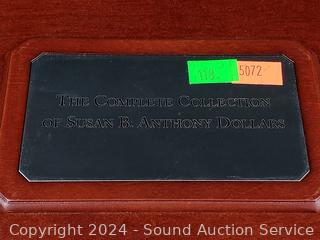 118. 5072
THE COMPLETE COLLECTION
OF SUSAN B. ANTHONY DOLLARS
Copyright 2024 - Sound Auction Service